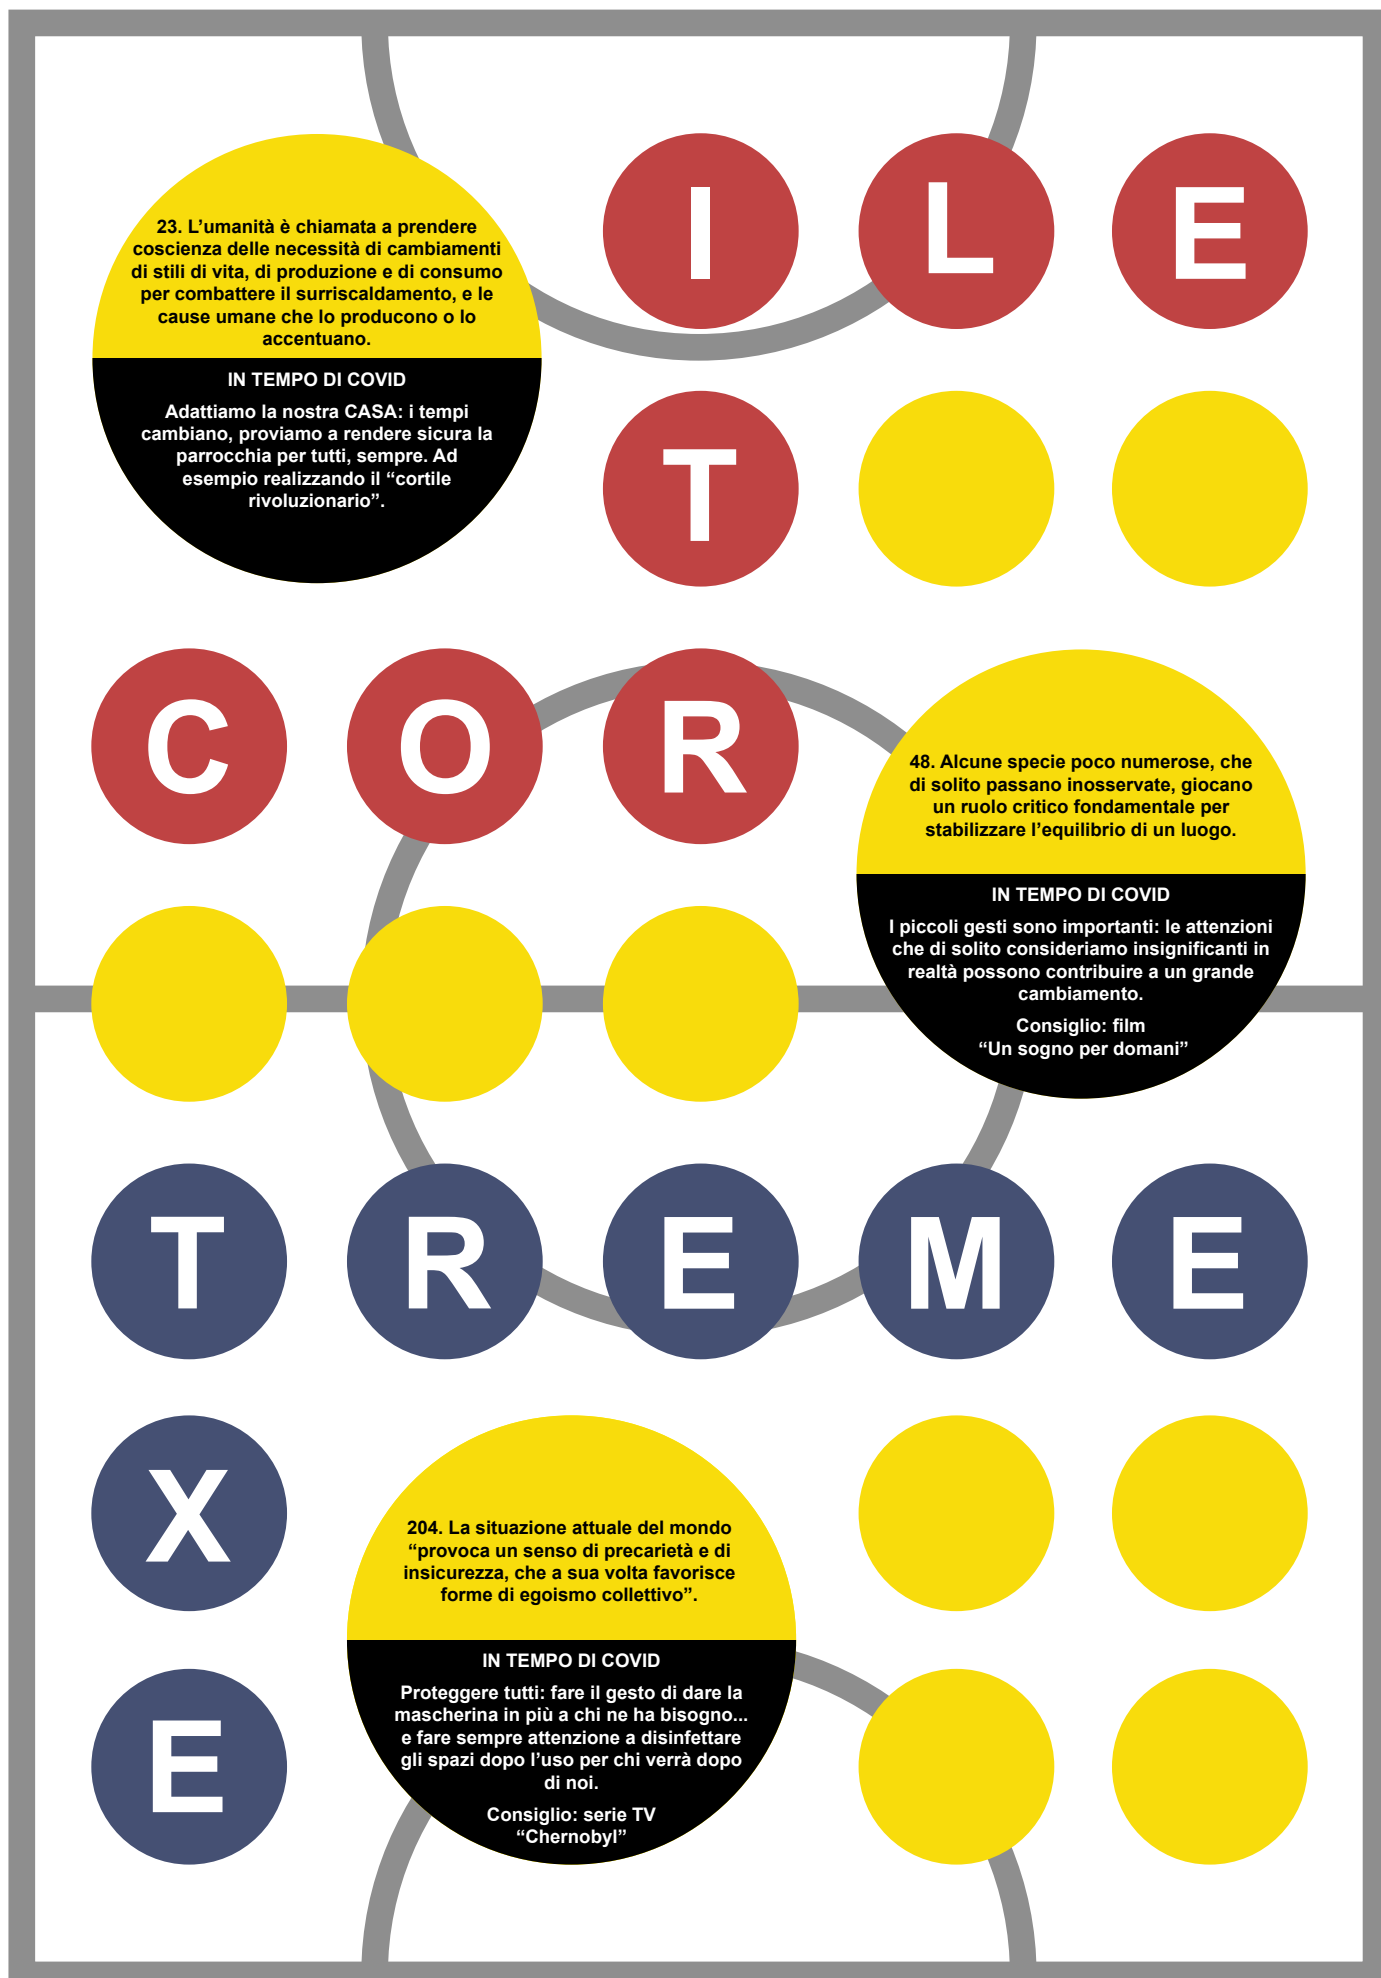 23. L’umanità è chiamata a prendere
coscienza delle necessità di cambiamenti
di stili di vita, di produzione e di consumo
per combattere il surriscaldamento, e le
cause umane che lo producono o lo
accentuano.
IN TEMPO DI COVID
Adattiamo la nostra CASA: i tempi
cambiano, proviamo a rendere sicura la
parrocchia per tutti, sempre. Ad
esempio realizzando il “cortile
rivoluzionario”.
I L E
T
C O R
48. Alcune specie poco numerose, che
di solito passano inosservate, giocano
un ruolo critico fondamentale per
stabilizzare l’equilibrio di un luogo.
IN TEMPO DI COVID
I piccoli gesti sono importanti: le attenzioni
che di solito consideriamo insignificanti in
realtà possono contribuire a un grande
cambiamento.
Consiglio: film
“Un sogno per domani”
T R E M E
X
E
204. La situazione attuale del mondo
“provoca un senso di precarietà e di
insicurezza, che a sua volta favorisce
forme di egoismo collettivo”.
IN TEMPO DI COVID
Proteggere tutti: fare il gesto di dare la
mascherina in più a chi ne ha bisogno...
e fare sempre attenzione a disinfettare
gli spazi dopo l’uso per chi verrà dopo
di noi.
Consiglio: serie TV
“Chernobyl”